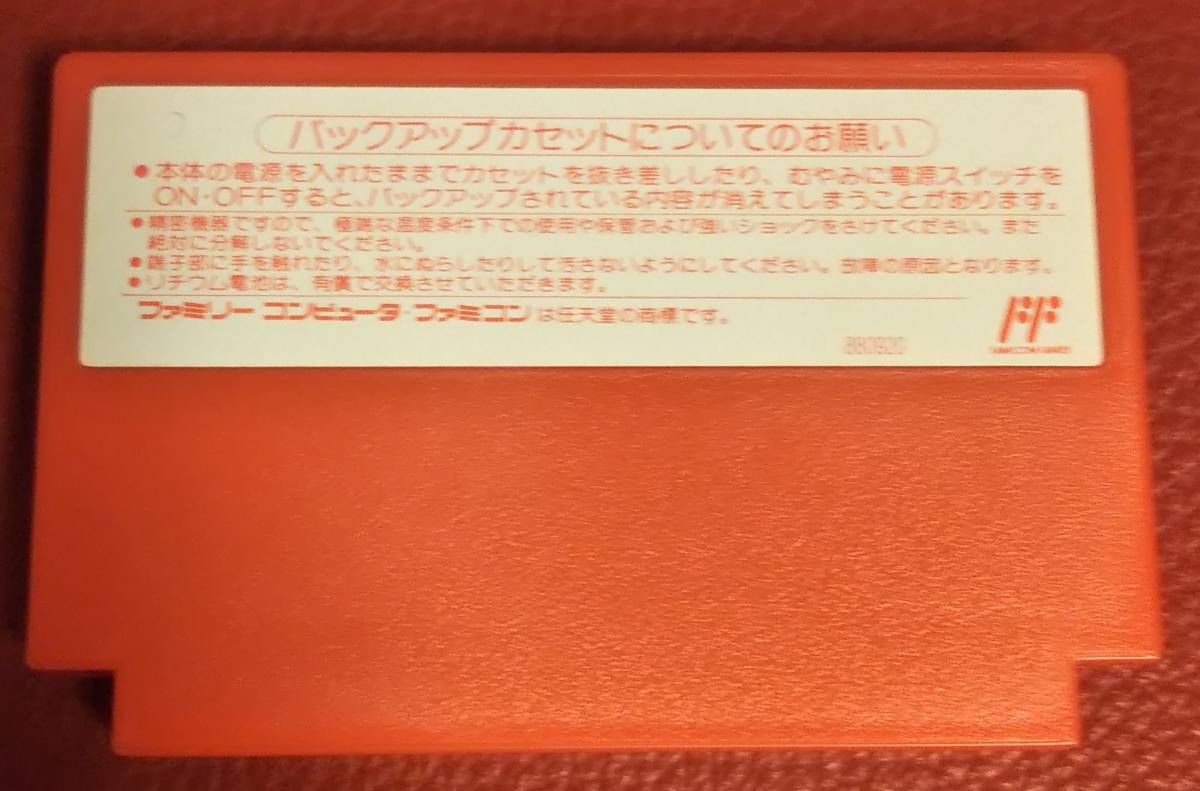 バックアップカセットについてのお願い
●本体の電源を入れたままでカセットを抜き差ししたり、むやみに電源スイッチを
ON・OFFすると、バックアップされている内容が消えてしまうことがあります。
●精密機器ですので、極端な温度条件下での使用や保管および強いショックをさけてください。また
絶対に分解しないでください。
●端子部に手を触れたり、水にぬらしたりして汚さないようにしてください。故障の原因となります。
●リチウム電池は、有償で交換させていただきます。
ファミリーコンピュータ・ファミコンは任天堂の商標です。
880920